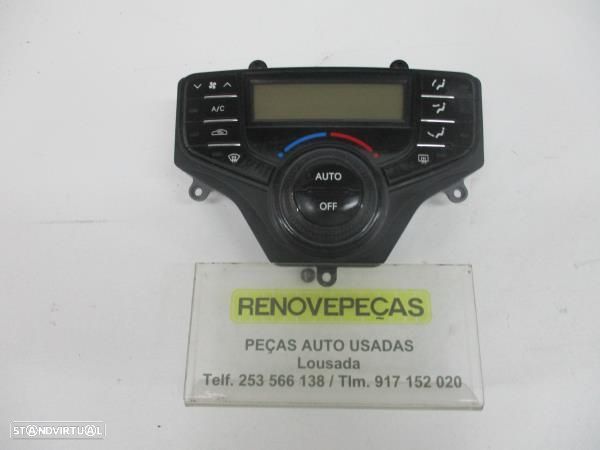 A/C
AUTO
OFF
RENOVEPEÇAS
PEÇAS AUTO USADAS
Lousada
Telf. 253 566 138 / Tlm. 917 152 020
STANDVIRTUAL